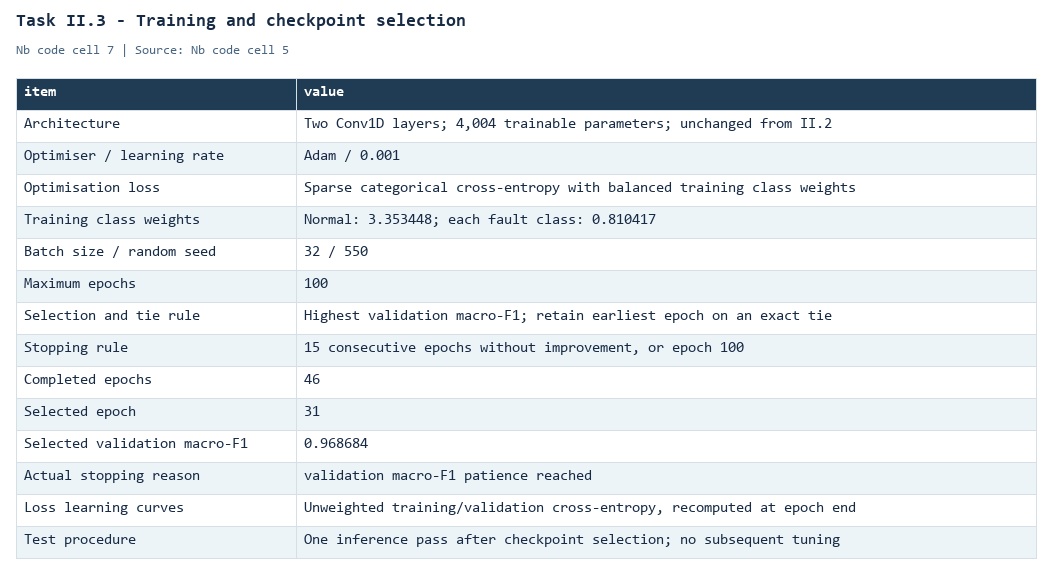 Task II.3 - Training and checkpoint selection
Nb code cell 7 | Source: Nb code cell 5
item value
Architecture Two Conv1D layers; 4,004 trainable parameters; unchanged from II.2
Optimiser / learning rate Adam / 0.001
Optimisation loss Sparse categorical cross-entropy with balanced training class weights
Training class weights Normal: 3.353448; each fault class: 0.810417
Batch size / random seed 32 / 550
Maximum epochs 100
Selection and tie rule Highest validation macro-F1; retain earliest epoch on an exact tie
Stopping rule 15 consecutive epochs without improvement, or epoch 100
Completed epochs 46
Selected epoch 31
Selected validation macro-F1 0.968684
Actual stopping reason validation macro-F1 patience reached
Loss learning curves Unweighted training/validation cross-entropy, recomputed at epoch end
Test procedure One inference pass after checkpoint selection; no subsequent tuning